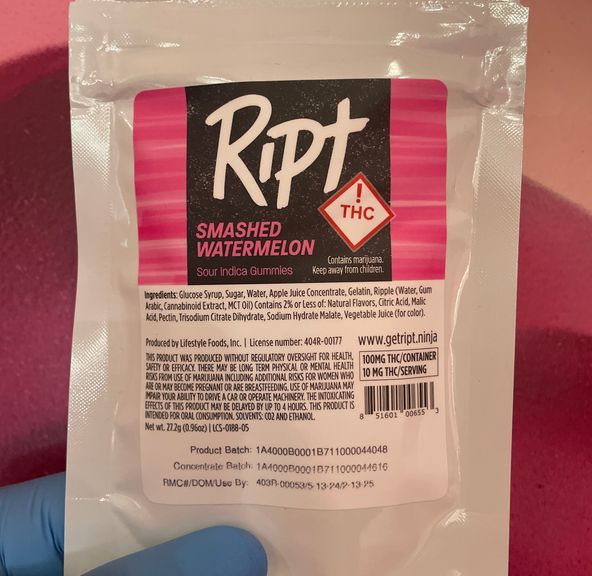 Ript
!
THC
SMASHED
WATERMELON
Sour indica Gummies
Contains marijuana.
Keep away from children.
Ingredients: Glucose Syrup, Sugar, Water, Apple Juice Concentrate, Gelatin, Ripple (Water, Gum
Arabic, Cannabinoid Extract, MCT Oil) Contains 2% or Less of: Natural Flavors, Citric Acid, Malic
Acid, Pectin, Trisodium Citrate Dihydrate, Sodium Hydrate Malate, Vegetable Juice (for color).
Produced by Lifestyle Foods, Inc. | License number: 404R-00177
www.getript.ninja
THIS PRODUCT WAS PRODUCED WITHOUT REGULATORY OVERSIGHT FOR HEALTH,
SAFETY OR EFFICACY. THERE MAY BE LONG TERM PHYSICAL OR MENTAL HEALTH
RISKS FROM USE OF MARIJUANA INCLUDING ADDITIONAL RISKS FOR WOMEN WHO
ARE OR MAY BECOME PREGNANT OR ARE BREASTFEEDING. USE OF MARIJUANA MAY
IMPAIR YOUR ABILITY TO DRIVE A CAR OR OPERATE MACHINERY. THE INTOXICATING
EFFECTS OF THIS PRODUCT MAY BE DELAYED BY UP TO 4 HOURS. THIS PRODUCT IS
INTENDED FOR ORAL CONSUMPTION. SOLVENTS: CO2 AND ETHANOL.
Net wt. 27.2g (0.96oz) | LCS-0188-05
100MG THC/CONTAINER
10 MG THC/SERVING
8 51601 00655 3
Product Batch: 1A4000B0001B711000044048
Concentrate Batch: 1A4000B0001B711000044616
RMC#/DOM/Use By: 403R-00053/5-13-24/2-13-25